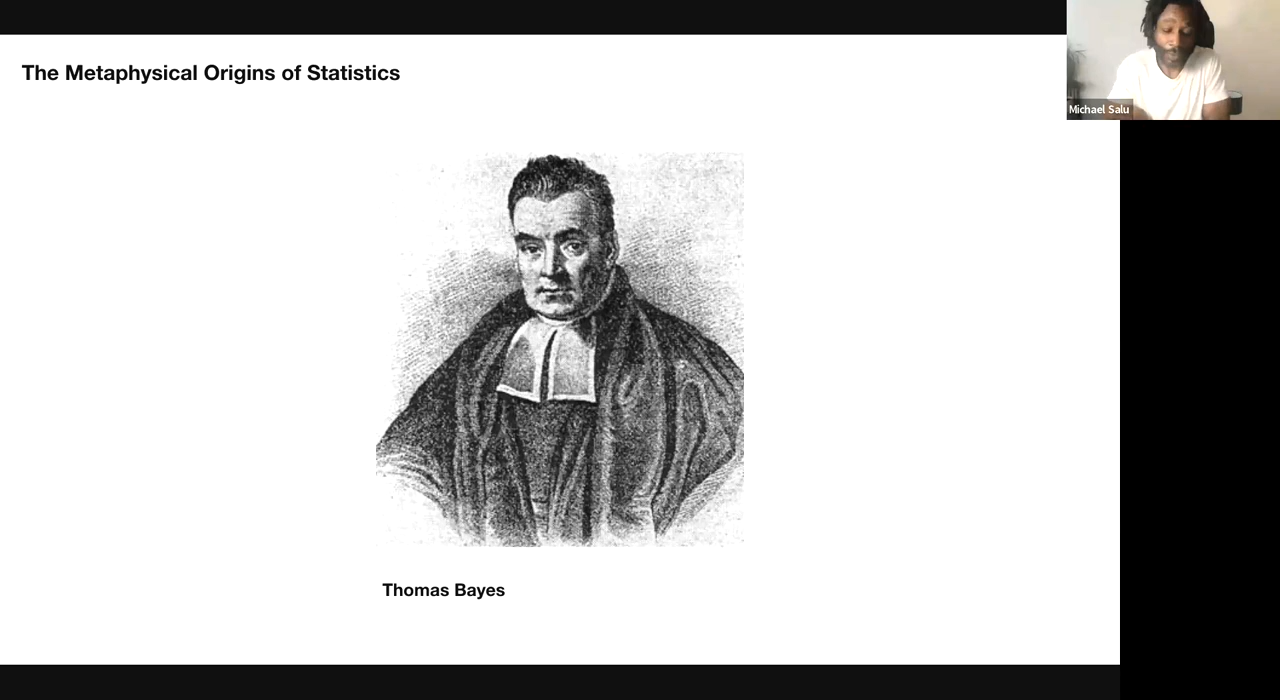 The Metaphysical Origins of Statistics
Michael Salu
Thomas Bayes